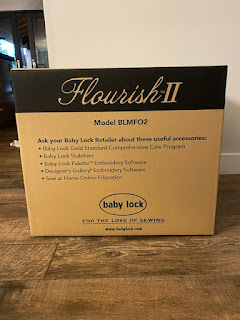 Flourish™ II
Model BLMFO2
Ask your Baby Lock Retailer about these useful accessories:
• Baby Lock Gold Standard Comprehensive Care Program
• Baby Lock Stabilizer
• Baby Lock Palette™ Embroidery Software
• Designer's Gallery® Embroidery Software
• Sew at Home Online Education
baby lock
FOR THE LOVE OF SEWING
www.babylock.com